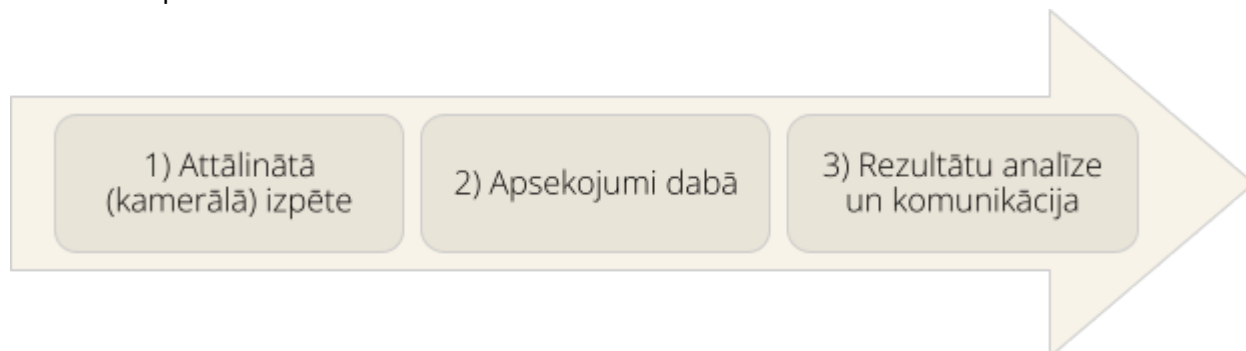 1) Attālinātā
(kamerālā) izpēte
2) Apsekojumi dabā
3) Rezultātu analīze
un komunikācija